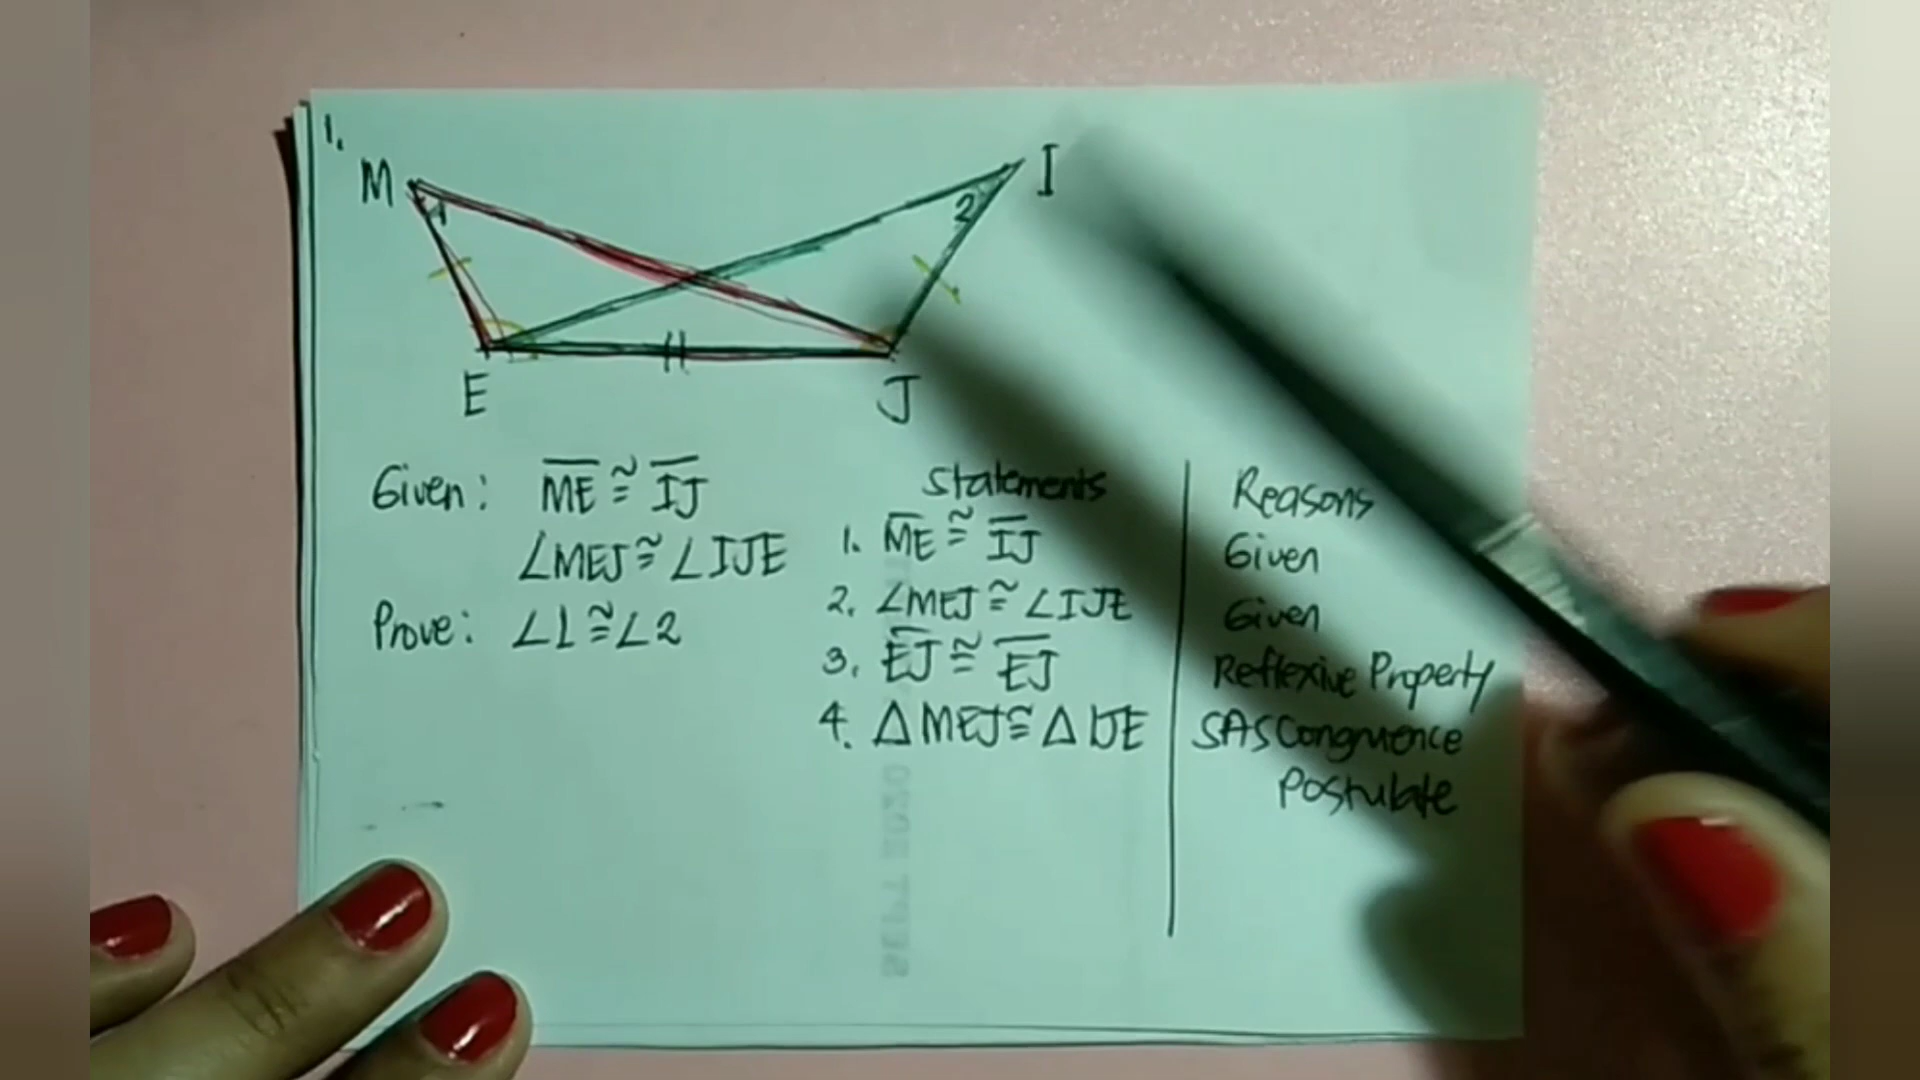 1.
M
I
1
2
E
J
Given: ME ≅ IJ
∠MEJ ≅ ∠IJE
Prove: ∠1 ≅ ∠2
Statements
Reasons
1. ME ≅ IJ
Given
2. ∠MEJ ≅ ∠IJE
Given
3. EJ ≅ EJ
Reflexive Property
4. △MEJ ≅ △IJE
SAS Congruence
Postulate